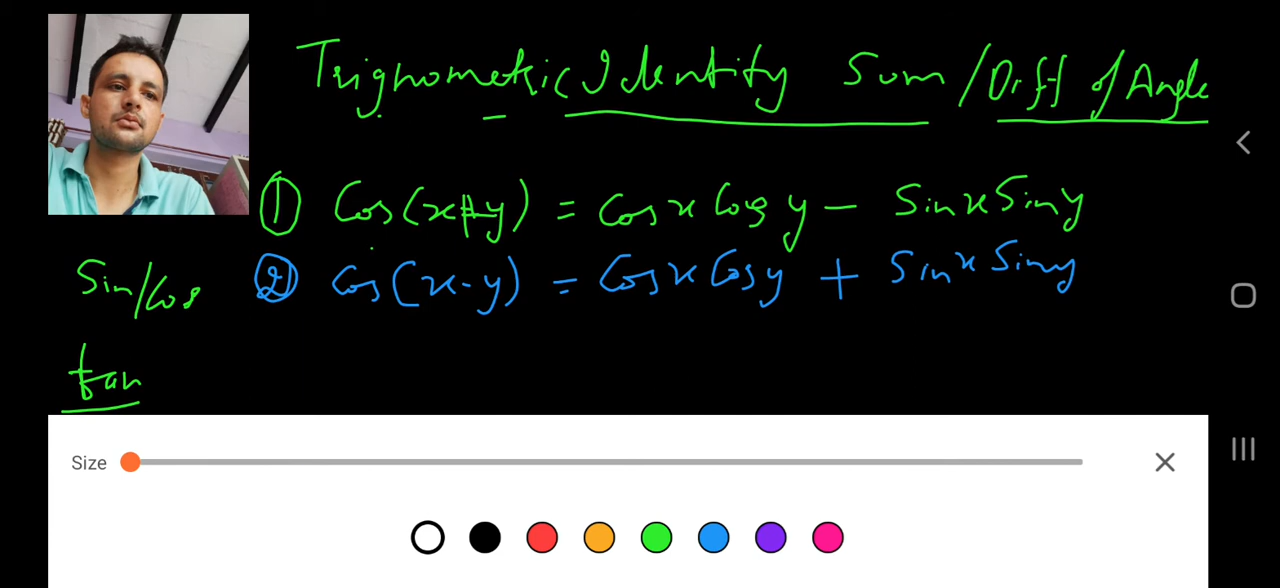 Trignometric Identity Sum / Diff of Angle
① Cos(x+y) = Cosx Cosy - Sinx Siny
Sin/Cos
② Cos(x-y) = Cosx Cosy + Sinx Siny
tan
Size